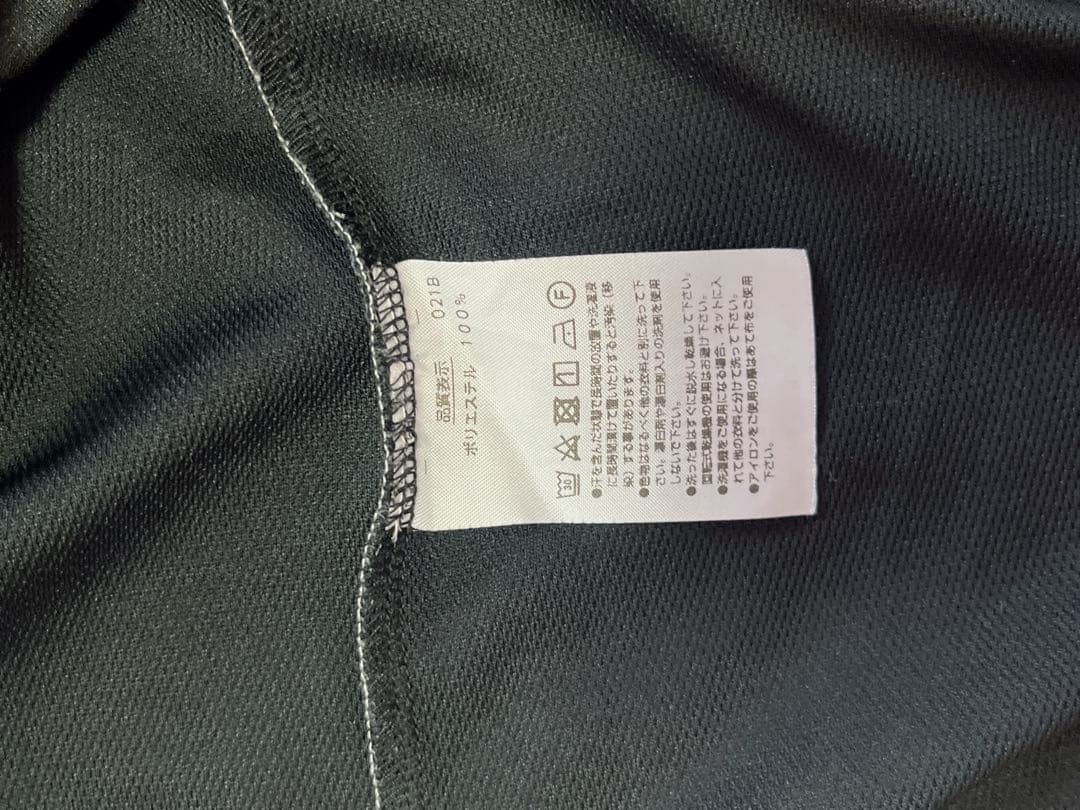 品質表示 021B
ポリエステル 100%
30 F
●汗を含んだ状態で長時間の放置や洗濯液
に長時間漬けて置いたりすると汚染（移
染）する事があります。
●色物はなるべく他の衣料と別に洗って下
さい。漂白剤や漂白剤入りの洗剤を使用
しないで下さい。
●洗った後はすぐに脱水し乾燥して下さい。
回転式乾燥機の使用はお避け下さい。
●洗濯機をご使用になる場合、ネットに入
れて他の衣料と分けて洗って下さい。
●アイロンをご使用の際はあて布をご使用
下さい。